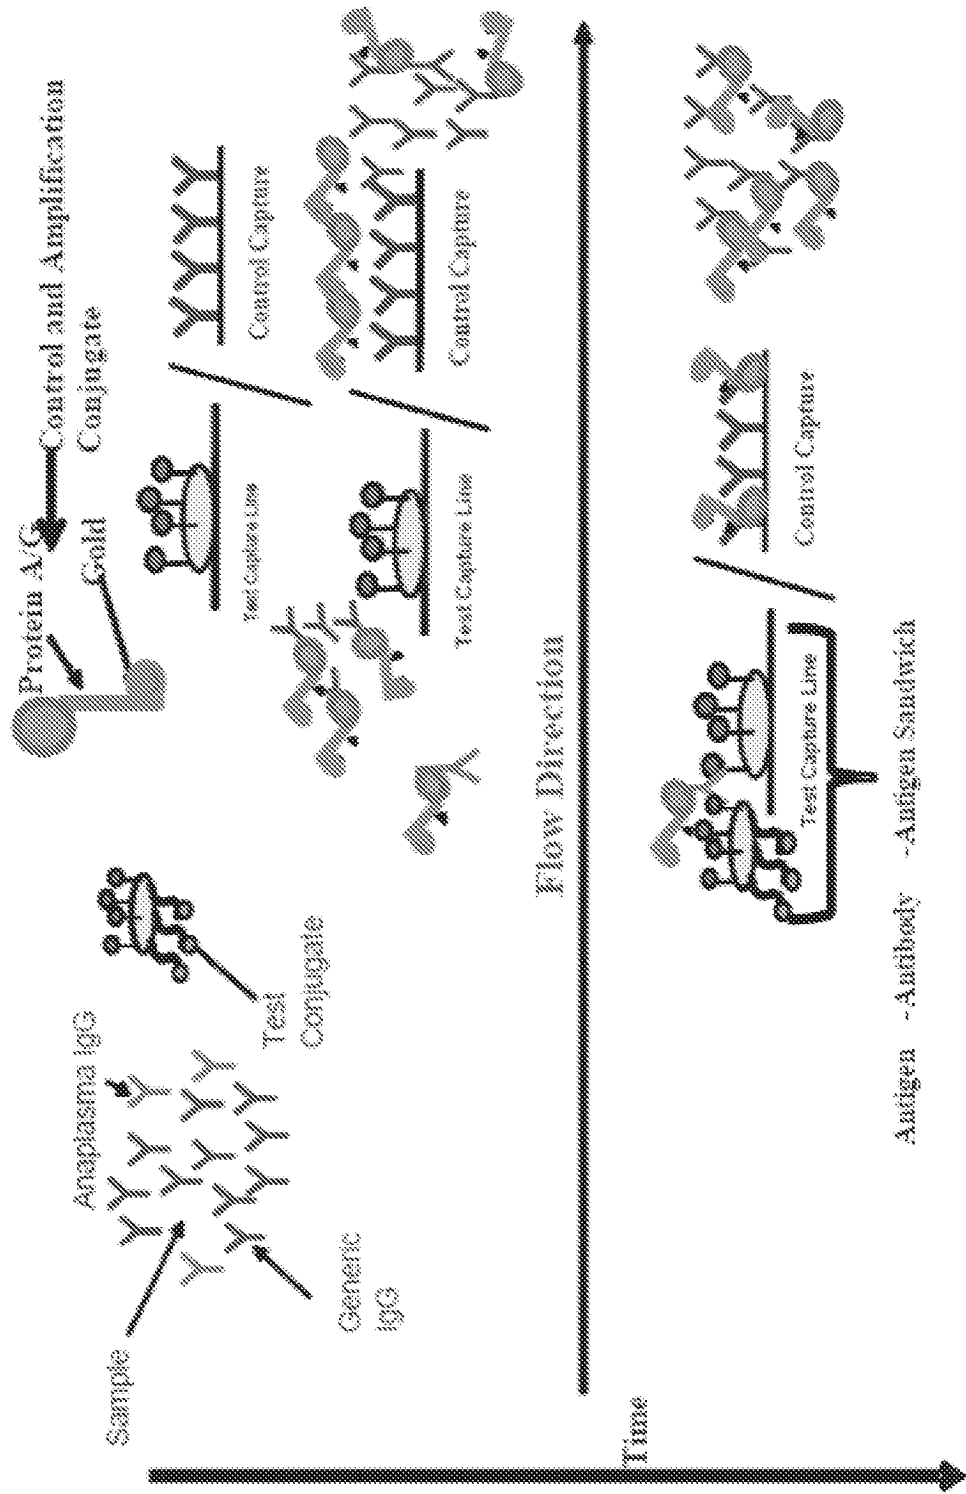 Protein A/G
Control and Amplification
Conjugate
Gold
Anaplasma IgG
Sample
Test
Conjugate
Generic
IgG
Test Capture Line
Control Capture
Test Capture Line
Control Capture
Flow Direction
Time
Test Capture Line
Control Capture
Antigen -Antibody -Antigen Sandwich